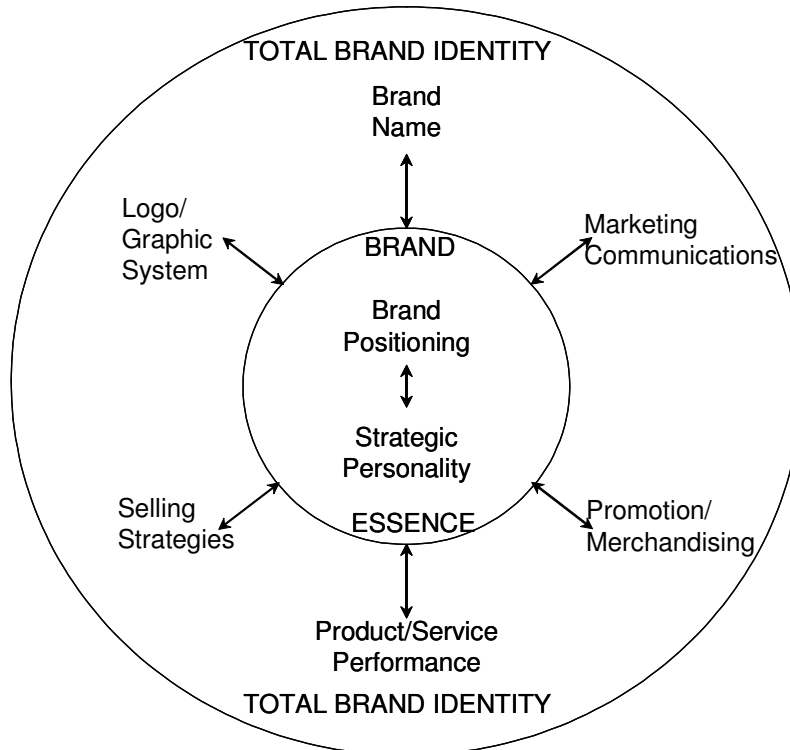 TOTAL BRAND IDENTITY
Brand
Name
Logo/
Graphic
System
Marketing
Communications
BRAND
Brand
Positioning
Strategic
Personality
ESSENCE
Selling
Strategies
Promotion/
Merchandising
Product/Service
Performance
TOTAL BRAND IDENTITY